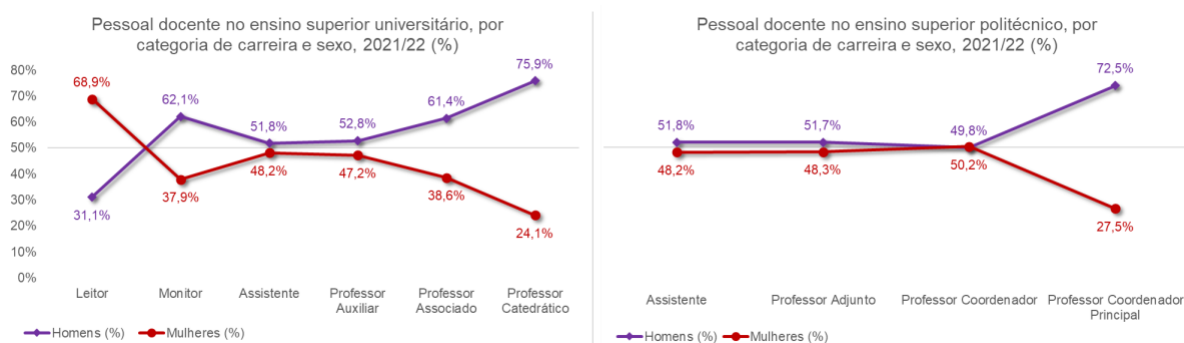 Pessoal docente no ensino superior universitário, por
categoria de carreira e sexo, 2021/22 (%)
80%
70%
60%
50%
40%
30%
20%
10%
0%
68,9%
62,1%
51,8%
52,8%
61,4%
75,9%
31,1%
37,9%
48,2%
47,2%
38,6%
24,1%
Leitor
Monitor
Assistente
Professor
Auxiliar
Professor
Associado
Professor
Catedrático
Homens (%)
Mulheres (%)
Pessoal docente no ensino superior politécnico, por
categoria de carreira e sexo, 2021/22 (%)
51,8%
51,7%
49,8%
72,5%
48,2%
48,3%
50,2%
27,5%
Assistente
Professor Adjunto
Professor Coordenador
Professor Coordenador
Principal
Homens (%)
Mulheres (%)